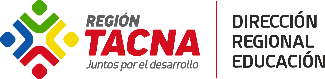 REGIÓN
TACNA
Juntos por el desarrollo
DIRECCIÓN
REGIONAL
EDUCACIÓN